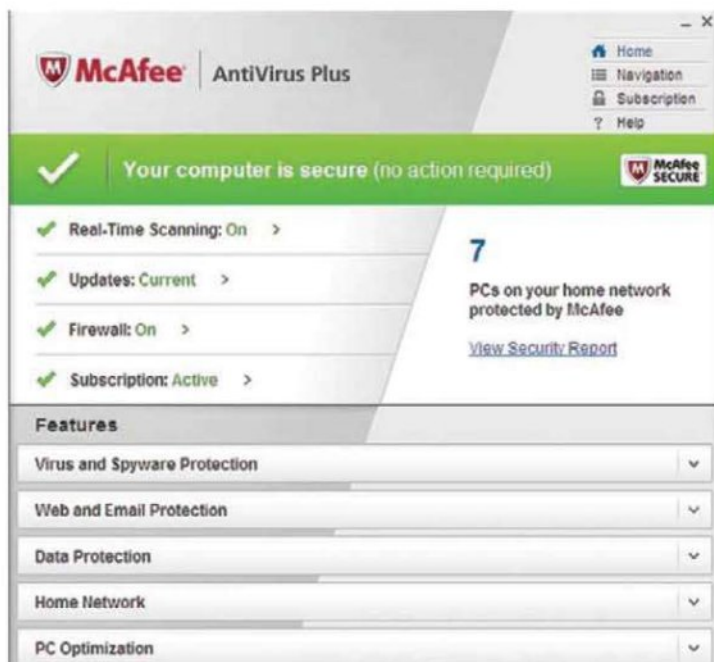 McAfee AntiVirus Plus
Home
Navigation
Subscription
? Help
Your computer is secure (no action required)
McAfee
SECURE
Real-Time Scanning: On >
Updates: Current >
Firewall: On >
Subscription: Active >
7
PCs on your home network
protected by McAfee
View Security Report
Features
Virus and Spyware Protection
Web and Email Protection
Data Protection
Home Network
PC Optimization